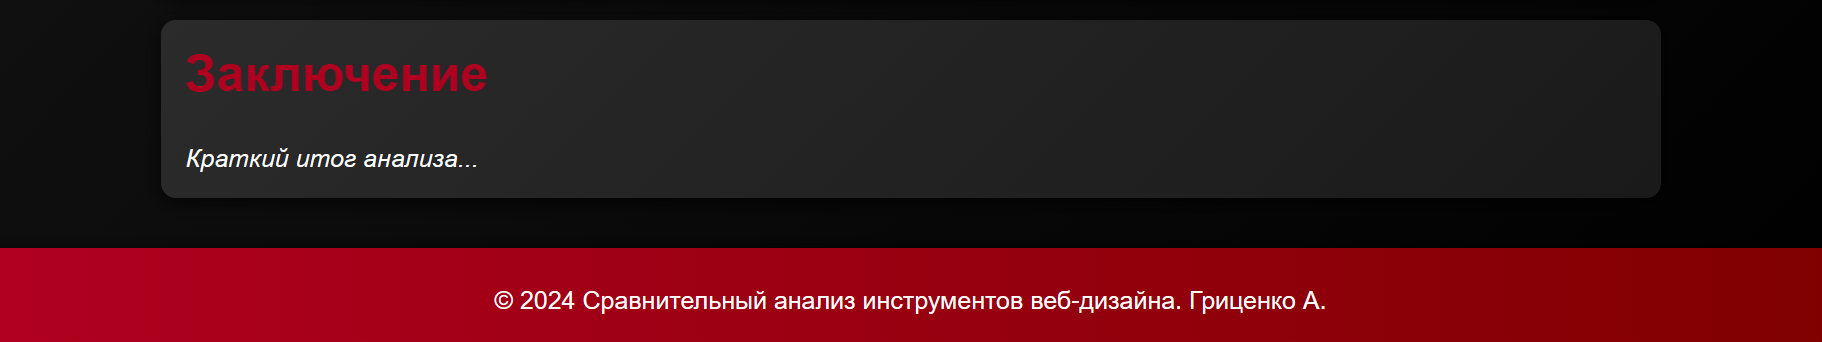 Заключение
Краткий итог анализа...
© 2024 Сравнительный анализ инструментов веб-дизайна. Гриценко А.